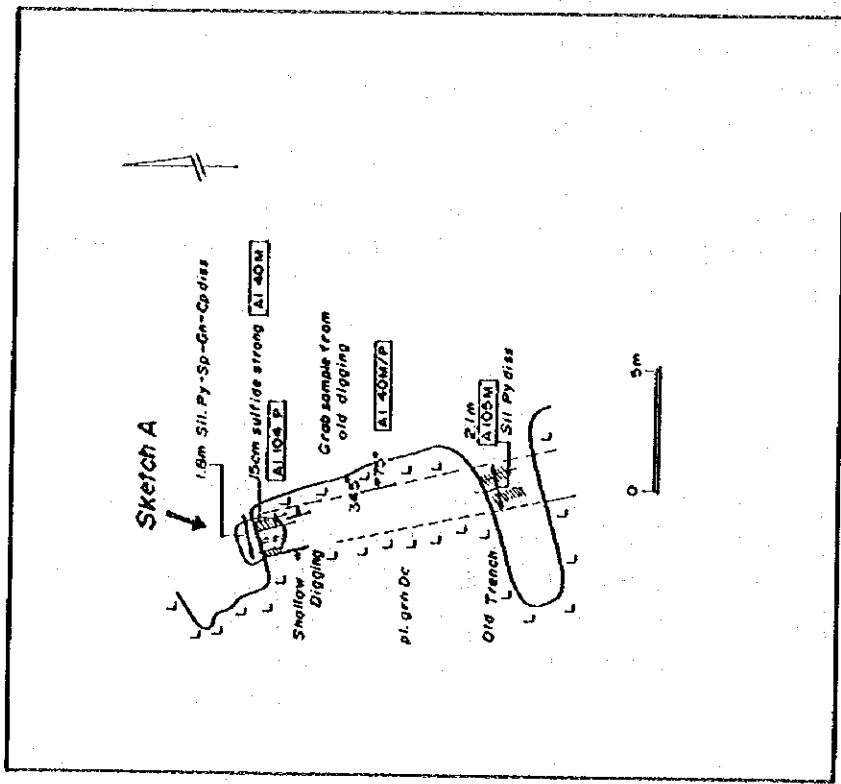 Sketch A
1.8m Sil. Py-Sp-Gn-Cp diss
15cm sulfide strong
A1 40M
A1 104 P
Grab sample from
old digging
A1 40M/P
345°
75°
Shallow
Digging
pl. grn Dc
2.1m
A105M
Sil Py diss
Old Trench
0
5m